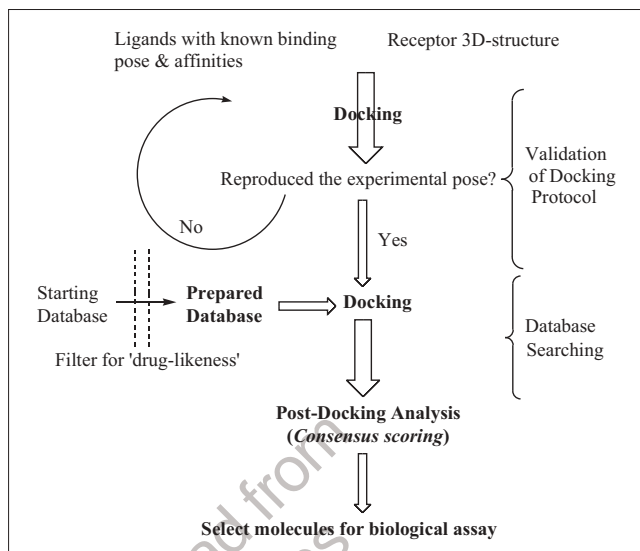 Ligands with known binding
pose & affinities
Receptor 3D-structure
Docking
Reproduced the experimental pose?
Validation
of Docking
Protocol
No
Yes
Starting
Database
Prepared
Database
Docking
Database
Searching
Filter for 'drug-likeness'
Post-Docking Analysis
(Consensus scoring)
Select molecules for biological assay
ed from